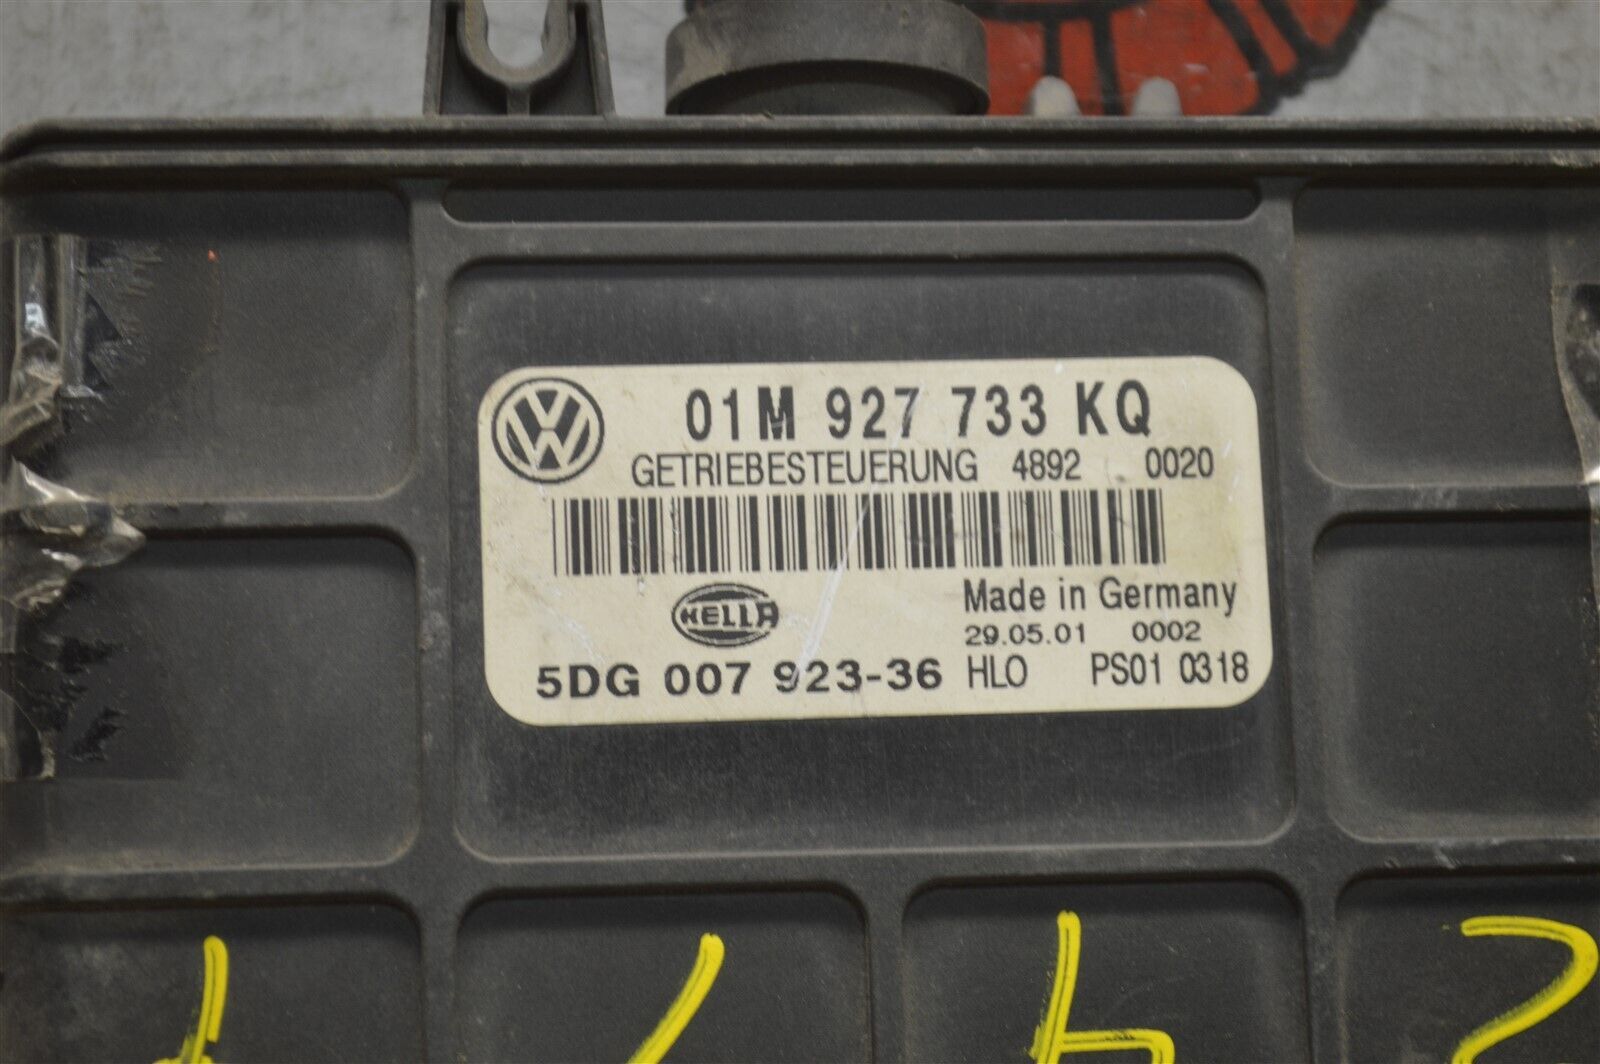 01M 927 733 KQ
GETRIEBESTEUERUNG 4892 0020
HELLA
Made in Germany
29.05.01 0002
5DG 007 923-36 HLO PS01 0318